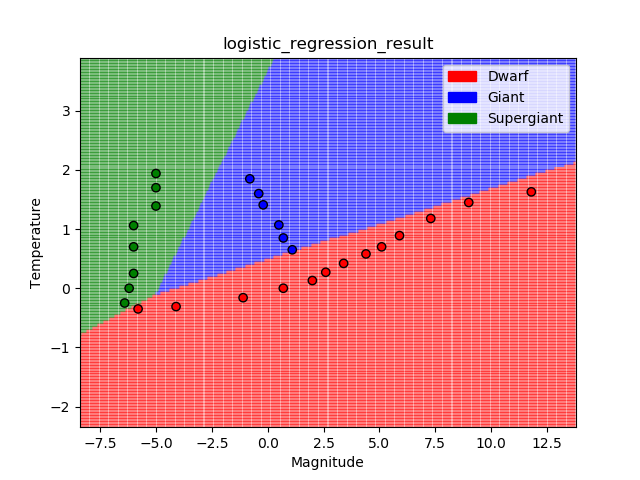 logistic_regression_result
Dwarf
Giant
Supergiant
3
2
1
0
−1
−2
Temperature
−7.5 −5.0 −2.5 0.0 2.5 5.0 7.5 10.0 12.5
Magnitude